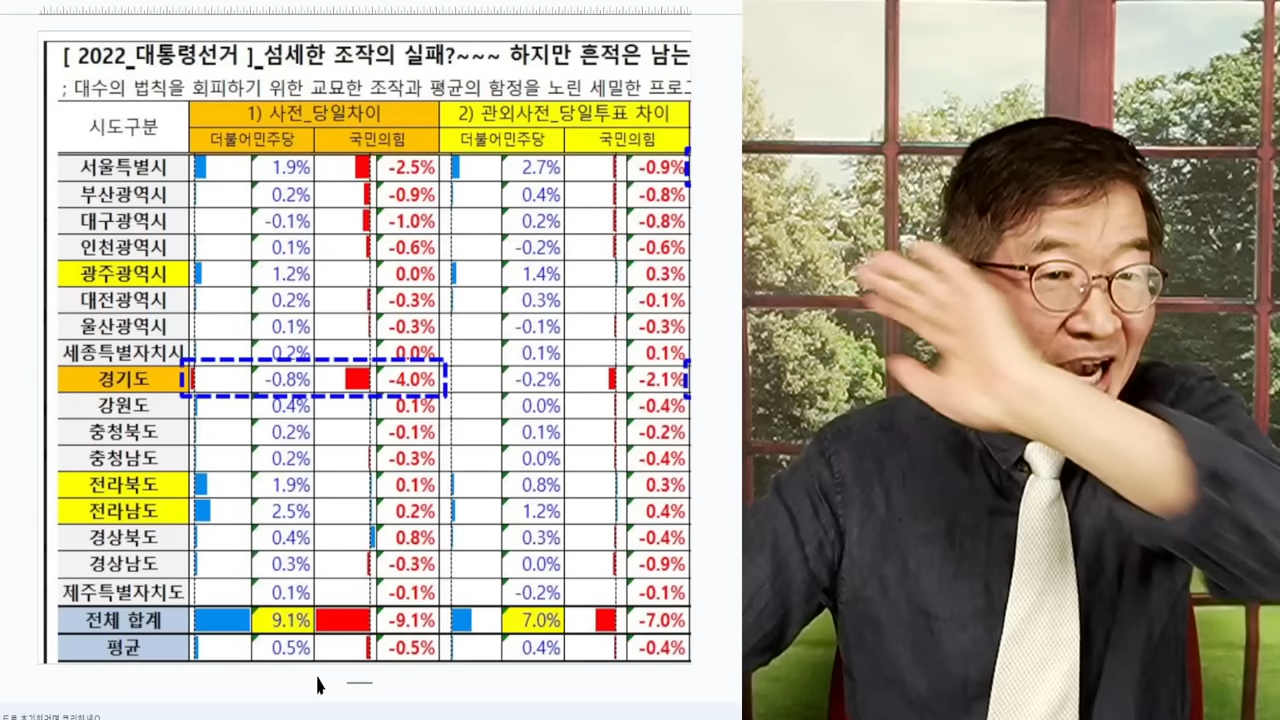 [ 2022_대통령선거 ]_섬세한 조작의 실패?~~~ 하지만 흔적은 남는
; 대수의 법칙을 회피하기 위한 교묘한 조작과 평균의 함정을 노린 세밀한 프로그
시도구분 1) 사전_당일차이 2) 관외사전_당일투표 차이
더불어민주당 국민의힘 더불어민주당 국민의힘
서울특별시 1.9% -2.5% 2.7% -0.9%
부산광역시 0.2% -0.9% 0.4% -0.8%
대구광역시 -0.1% -1.0% 0.2% -0.8%
인천광역시 0.1% -0.6% -0.2% -0.6%
광주광역시 1.2% 0.0% 1.4% 0.3%
대전광역시 0.2% -0.3% 0.3% -0.1%
울산광역시 0.1% -0.3% -0.1% -0.3%
세종특별자치시 0.2% 0.0% 0.1% 0.1%
경기도 -0.8% -4.0% -0.2% -2.1%
강원도 0.4% 0.1% 0.0% -0.4%
충청북도 0.2% -0.1% 0.1% -0.2%
충청남도 0.2% -0.3% 0.0% -0.4%
전라북도 1.9% 0.1% 0.8% 0.3%
전라남도 2.5% 0.2% 1.2% 0.4%
경상북도 0.4% 0.8% 0.3% -0.4%
경상남도 0.3% -0.3% 0.0% -0.9%
제주특별자치도 0.1% -0.1% -0.2% -0.1%
전체 합계 9.1% -9.1% 7.0% -7.0%
평균 0.5% -0.5% 0.4% -0.4%